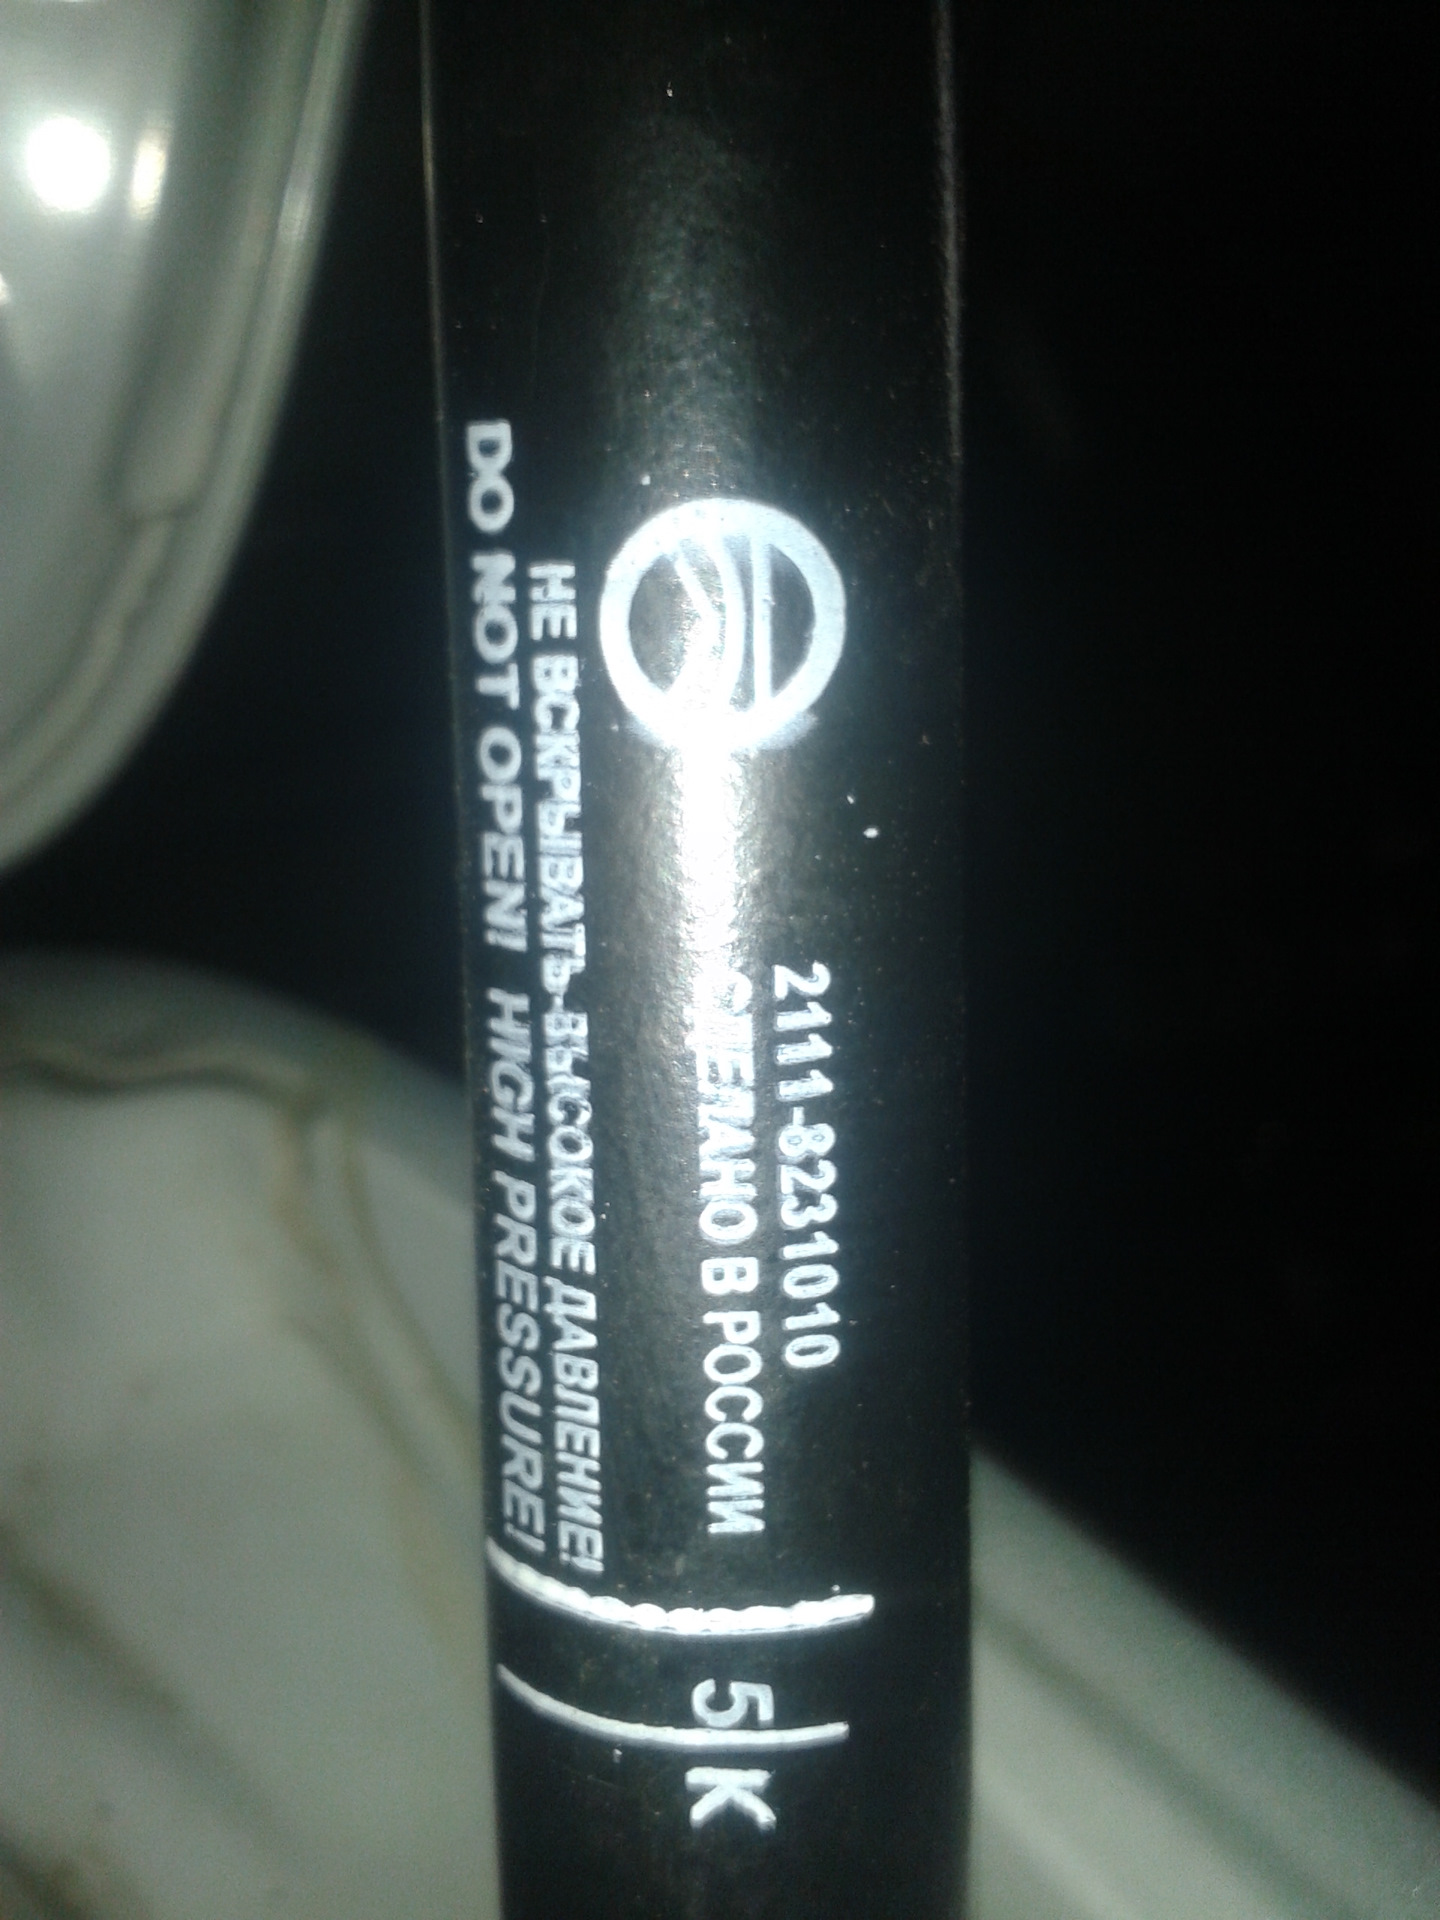 2111-8231010
СДЕЛАНО В РОССИИ
НЕ ВСКРЫВАТЬ-ВЫСОКОЕ ДАВЛЕНИЕ!
DO NOT OPEN! HIGH PRESSURE!
5 K